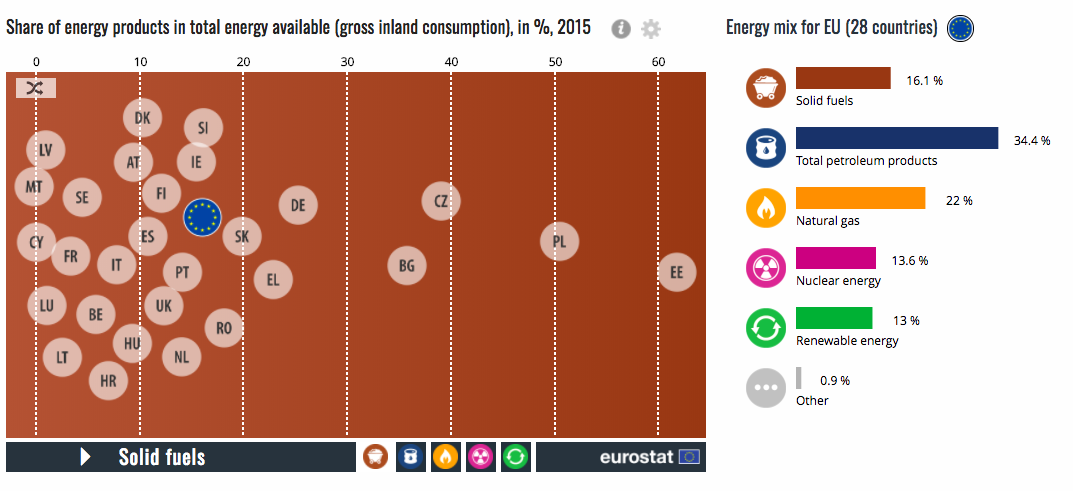 Share of energy products in total energy available (gross inland consumption), in %, 2015
i
Energy mix for EU (28 countries)
0 10 20 30 40 50 60
DK
SI
LV
AT
IE
MT
SE
FI
CZ
DE
CY
ES
SK
PL
FR
IT
PT
EL
BG
EE
LU
BE
UK
RO
LT
HU
NL
HR
Solid fuels
eurostat
16.1 %
Solid fuels
34.4 %
Total petroleum products
22 %
Natural gas
13.6 %
Nuclear energy
13 %
Renewable energy
0.9 %
Other